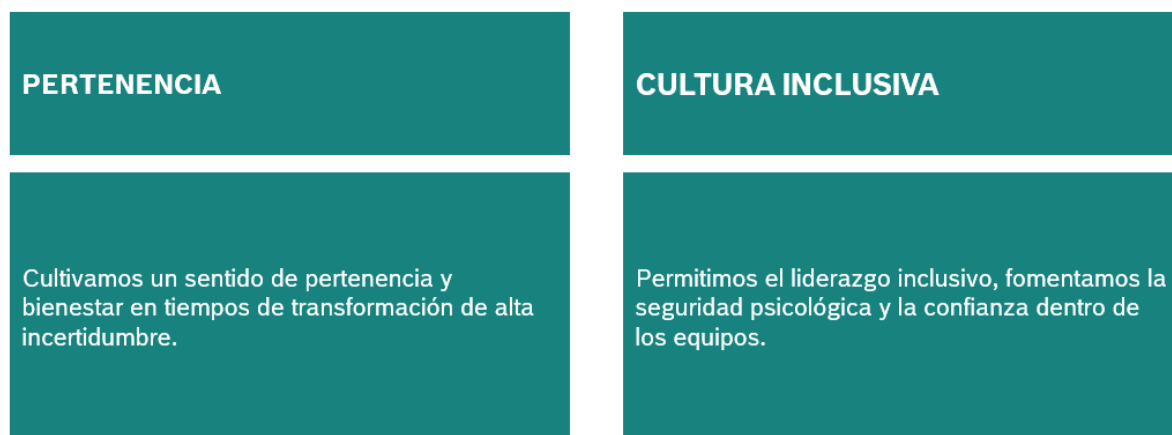 PERTENENCIA
Cultivamos un sentido de pertenencia y
bienestar en tiempos de transformación de alta
incertidumbre.
CULTURA INCLUSIVA
Permitimos el liderazgo inclusivo, fomentamos la
seguridad psicológica y la confianza dentro de
los equipos.